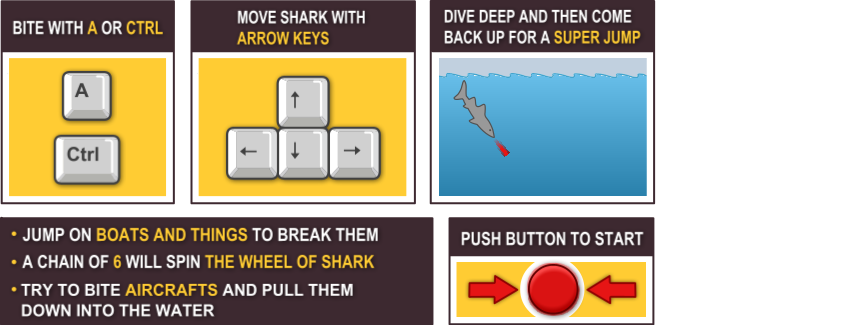 BITE WITH A OR CTRL
A
Ctrl
MOVE SHARK WITH
ARROW KEYS
↑
← ↓ →
DIVE DEEP AND THEN COME
BACK UP FOR A SUPER JUMP
• JUMP ON BOATS AND THINGS TO BREAK THEM
• A CHAIN OF 6 WILL SPIN THE WHEEL OF SHARK
• TRY TO BITE AIRCRAFTS AND PULL THEM
DOWN INTO THE WATER
PUSH BUTTON TO START